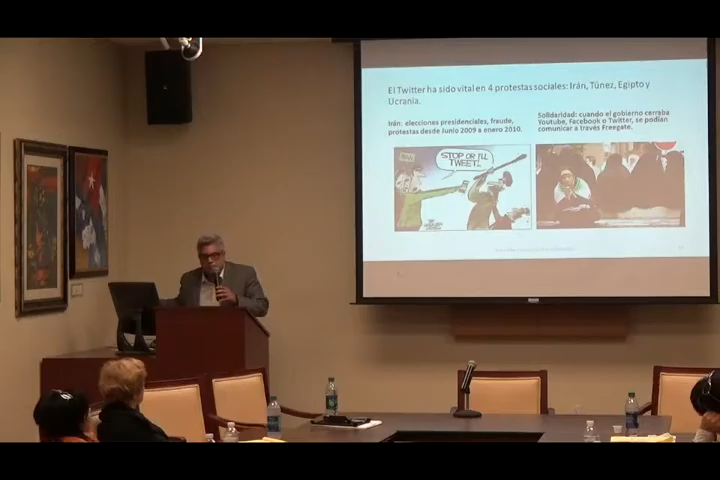 El Twitter ha sido vital en 4 protestas sociales: Irán, Túnez, Egipto y
Ucrania.
Irán: elecciones presidenciales, fraude,
protestas desde Junio 2009 a enero 2010.
Solidaridad: cuando el gobierno cerraba
Youtube, Facebook o Twitter, se podían
comunicar a través Freegate.
STOP OR I'LL
TWEET!